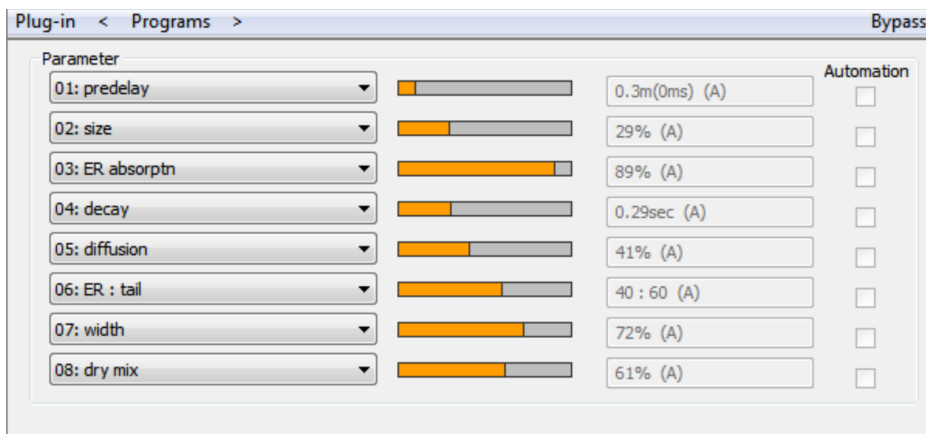 Plug-in < Programs > Bypass
Parameter
Automation
01: predelay 0.3m(0ms) (A)
02: size 29% (A)
03: ER absorptn 89% (A)
04: decay 0.29sec (A)
05: diffusion 41% (A)
06: ER : tail 40 : 60 (A)
07: width 72% (A)
08: dry mix 61% (A)